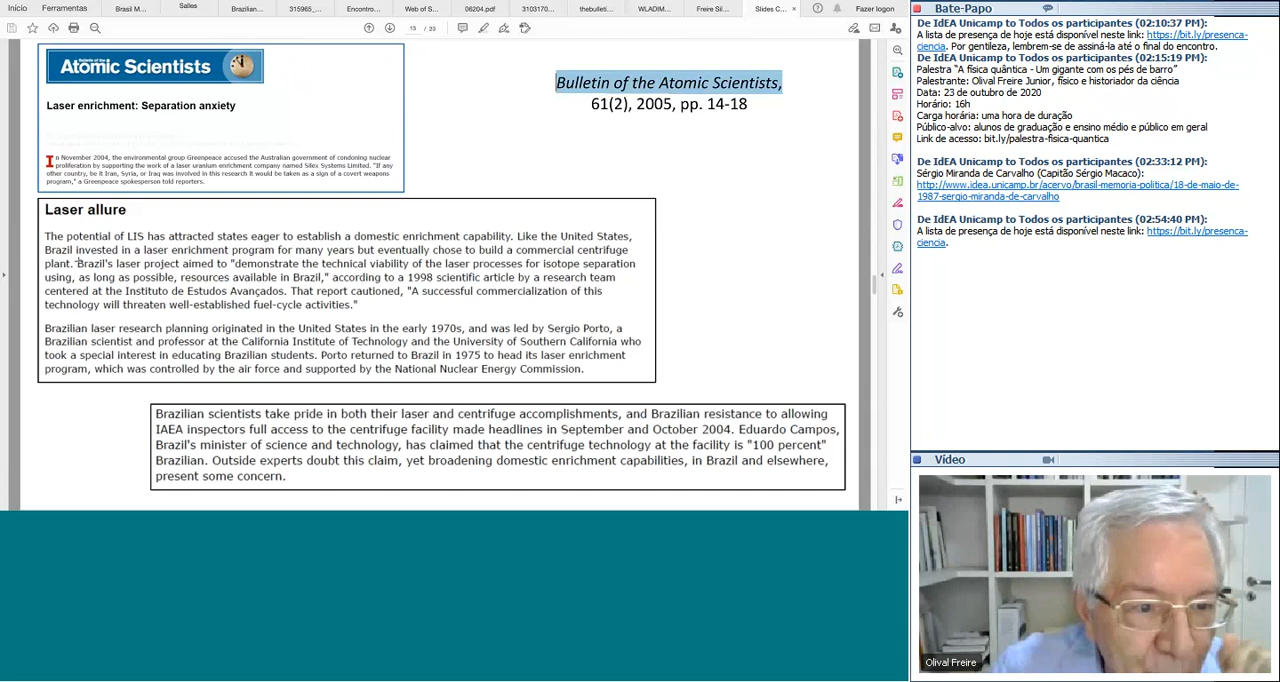 Início
Ferramentas
Brasil M...
Salles
Brazilian...
315965_...
Encontro...
Web of S...
06204.pdf
3103170...
thebulleti...
WLADIM...
Freire Sil...
Slides C... ×
Fazer logon
15 / 23
Atomic Scientists
Laser enrichment: Separation anxiety
In November 2004, the environmental group Greenpeace accused the Australian government of condoning nuclear
proliferation by supporting the work of a laser uranium enrichment company named Silex Systems Limited. "If any
other country, be it Iran, Syria, or Iraq was involved in this research it would be taken as a sign of a covert weapons
program," a Greenpeace spokesperson told reporters.
Bulletin of the Atomic Scientists,
61(2), 2005, pp. 14-18
Laser allure
The potential of LIS has attracted states eager to establish a domestic enrichment capability. Like the United States,
Brazil invested in a laser enrichment program for many years but eventually chose to build a commercial centrifuge
plant. Brazil's laser project aimed to "demonstrate the technical viability of the laser processes for isotope separation
using, as long as possible, resources available in Brazil," according to a 1998 scientific article by a research team
centered at the Instituto de Estudos Avançados. That report cautioned, "A successful commercialization of this
technology will threaten well-established fuel-cycle activities."
Brazilian laser research planning originated in the United States in the early 1970s, and was led by Sergio Porto, a
Brazilian scientist and professor at the California Institute of Technology and the University of Southern California who
took a special interest in educating Brazilian students. Porto returned to Brazil in 1975 to head its laser enrichment
program, which was controlled by the air force and supported by the National Nuclear Energy Commission.
Brazilian scientists take pride in both their laser and centrifuge accomplishments, and Brazilian resistance to allowing
IAEA inspectors full access to the centrifuge facility made headlines in September and October 2004. Eduardo Campos,
Brazil's minister of science and technology, has claimed that the centrifuge technology at the facility is "100 percent"
Brazilian. Outside experts doubt this claim, yet broadening domestic enrichment capabilities, in Brazil and elsewhere,
present some concern.
Bate-Papo
De IdEA Unicamp to Todos os participantes (02:10:37 PM):
A lista de presença de hoje está disponível neste link: https://bit.ly/presenca-
ciencia. Por gentileza, lembrem-se de assiná-la até o final do encontro.
De IdEA Unicamp to Todos os participantes (02:15:19 PM):
Palestra “A física quântica - Um gigante com os pés de barro”
Palestrante: Olival Freire Junior, físico e historiador da ciência
Data: 23 de outubro de 2020
Horário: 16h
Carga horária: uma hora de duração
Público-alvo: alunos de graduação e ensino médio e público em geral
Link de acesso: bit.ly/palestra-fisica-quantica
De IdEA Unicamp to Todos os participantes (02:33:12 PM):
Sérgio Miranda de Carvalho (Capitão Sérgio Macaco):
http://www.idea.unicamp.br/acervo/brasil-memoria-politica/18-de-maio-de-
1987-sergio-miranda-de-carvalho
De IdEA Unicamp to Todos os participantes (02:54:40 PM):
A lista de presença de hoje está disponível neste link: https://bit.ly/presenca-
ciencia.
Vídeo
Olival Freire